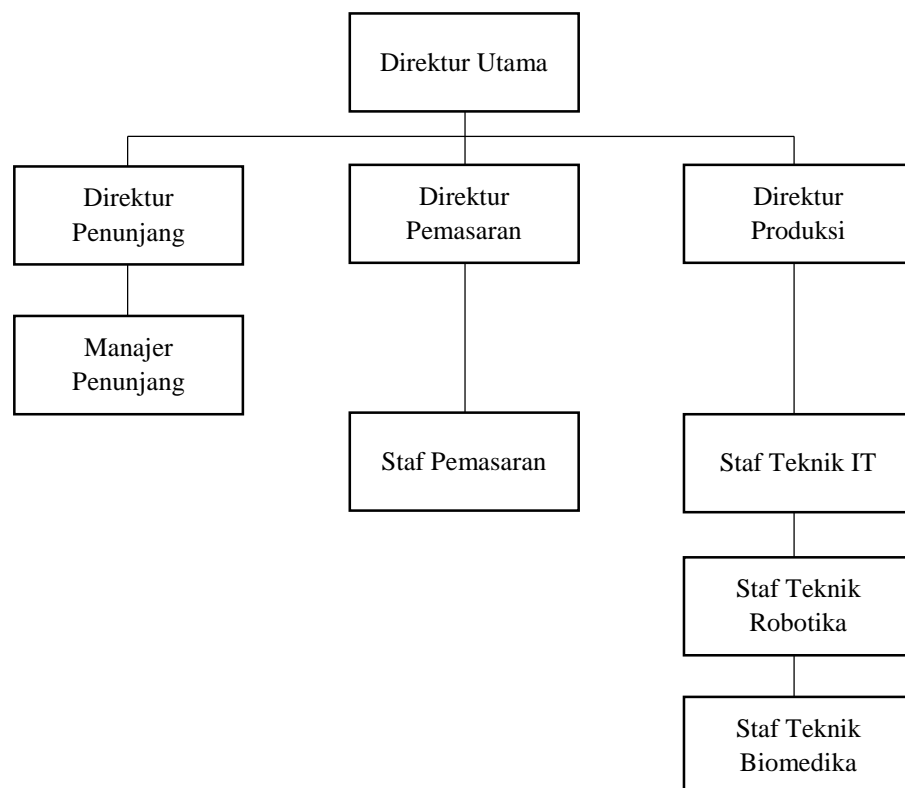 Direktur Utama
Direktur
Penunjang
Direktur
Pemasaran
Direktur
Produksi
Manajer
Penunjang
Staf Pemasaran
Staf Teknik IT
Staf Teknik
Robotika
Staf Teknik
Biomedika